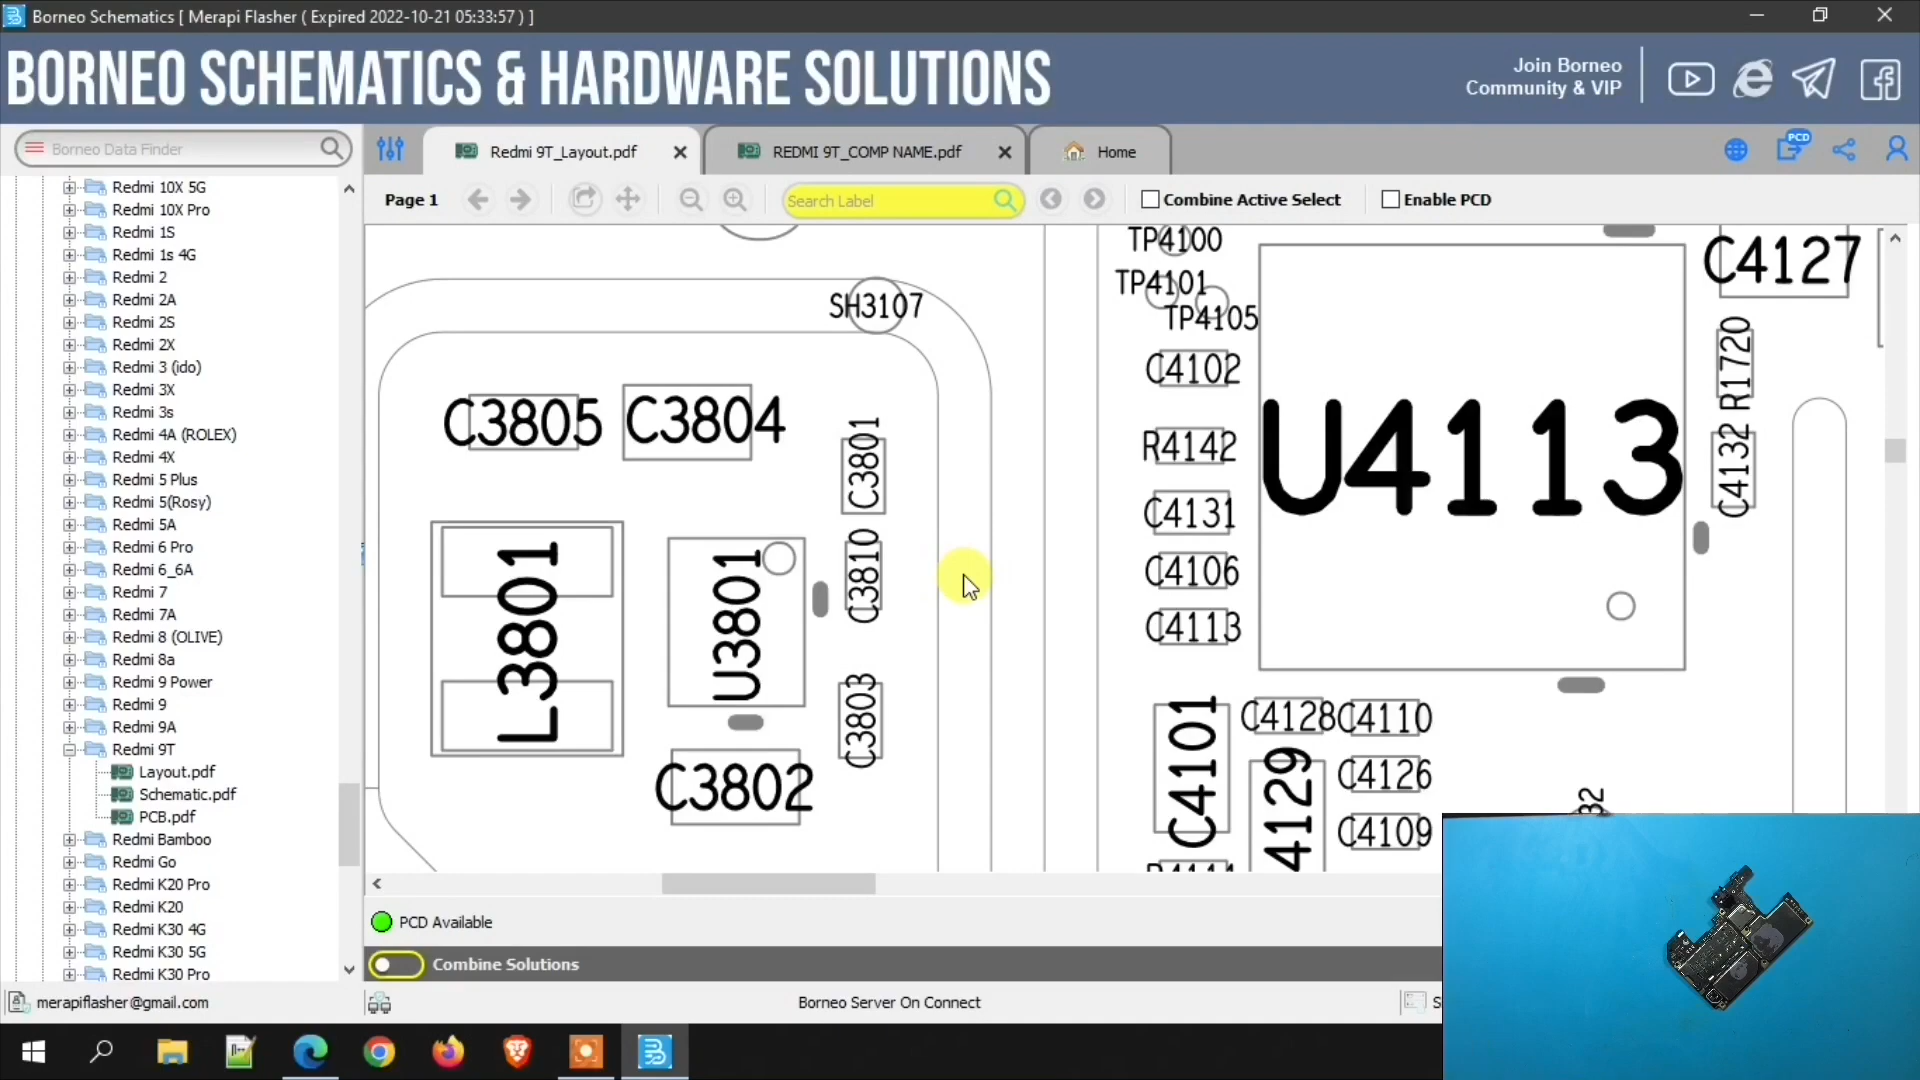 Borneo Schematics [ Merapi Flasher ( Expired 2022-10-21 05:33:57 ) ]
BORNEO SCHEMATICS & HARDWARE SOLUTIONS
Join Borneo
Community & VIP
Borneo Data Finder
Redmi 9T_Layout.pdf
REDMI 9T_COMP NAME.pdf
Home
PCD
Page 1
Search Label
Combine Active Select
Enable PCD
Redmi 10X 5G
Redmi 10X Pro
Redmi 1S
Redmi 1s 4G
Redmi 2
Redmi 2A
Redmi 2S
Redmi 2X
Redmi 3 (ido)
Redmi 3X
Redmi 3s
Redmi 4A (ROLEX)
Redmi 4X
Redmi 5 Plus
Redmi 5(Rosy)
Redmi 5A
Redmi 6 Pro
Redmi 6_6A
Redmi 7
Redmi 7A
Redmi 8 (OLIVE)
Redmi 8a
Redmi 9 Power
Redmi 9
Redmi 9A
Redmi 9T
Layout.pdf
Schematic.pdf
PCB.pdf
Redmi Bamboo
Redmi Go
Redmi K20 Pro
Redmi K20
Redmi K30 4G
Redmi K30 5G
Redmi K30 Pro
SH3107
C3805
C3804
C3801
C3810
L3801
U3801
C3803
C3802
TP4100
TP4101
TP4105
C4102
R4142
C4131
C4106
C4113
U4113
C4127
R1720
C4132
C4101
C4128
C4110
4129
C4126
C4109
PCD Available
Combine Solutions
merapiflasher@gmail.com
Borneo Server On Connect